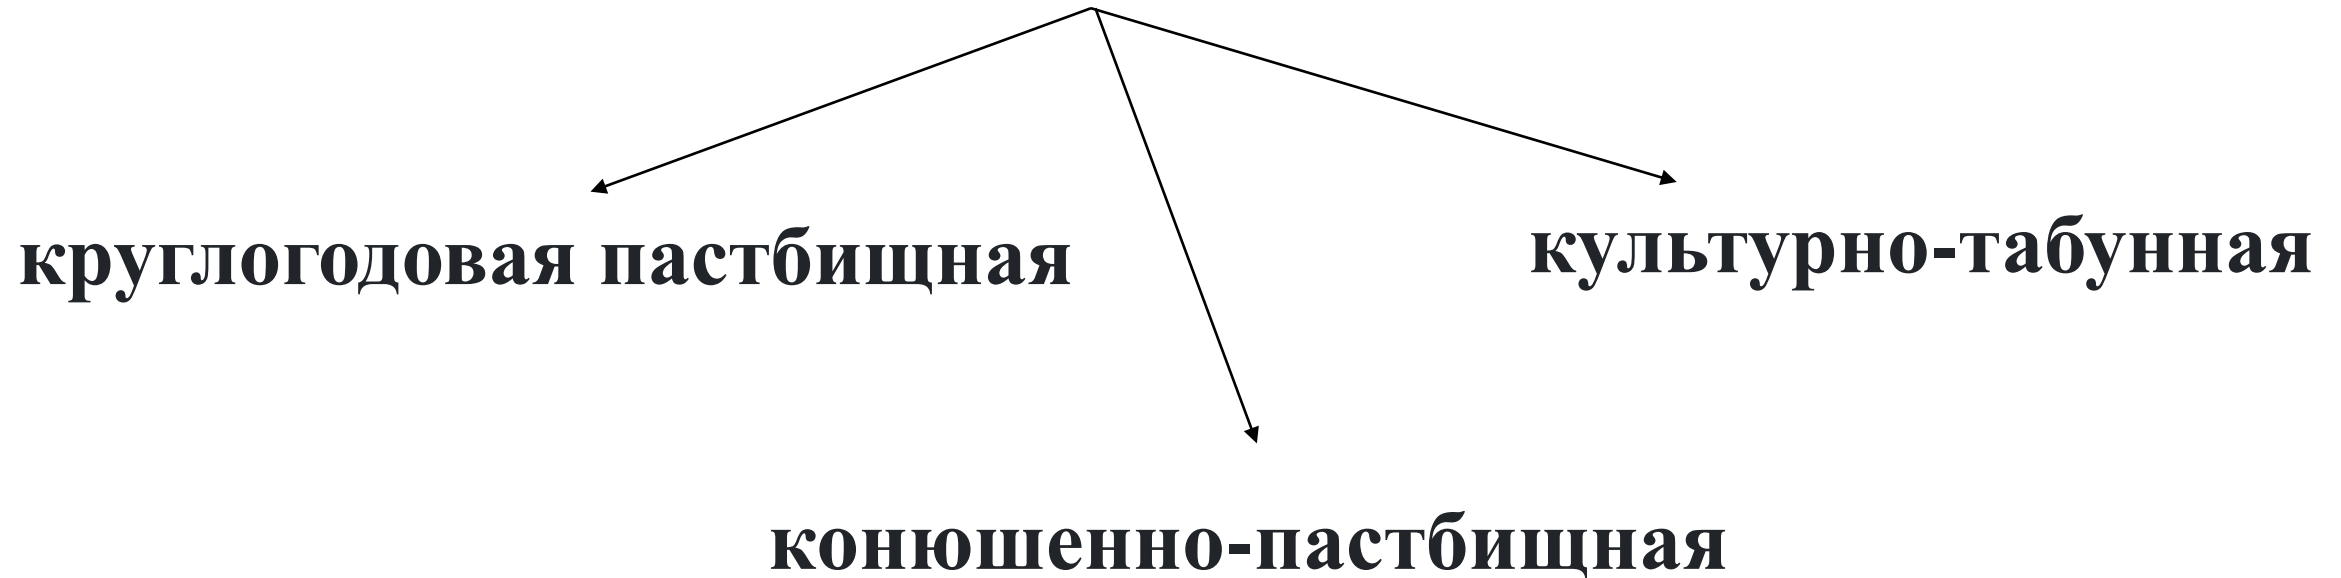 круглогодовая пастбищная
культурно-табунная
конюшенно-пастбищная